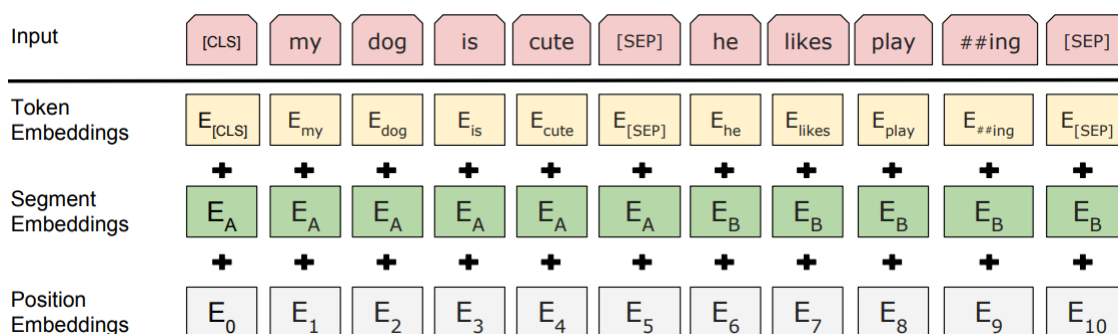 Input [CLS] my dog is cute [SEP] he likes play ##ing [SEP]
Token
Embeddings
E[CLS] Emy Edog Eis Ecute E[SEP] Ehe Elikes Eplay E##ing E[SEP]
+ + + + + + + + + + +
Segment
Embeddings
EA EA EA EA EA EA EB EB EB EB EB
+ + + + + + + + + + +
Position
Embeddings
E0 E1 E2 E3 E4 E5 E6 E7 E8 E9 E10